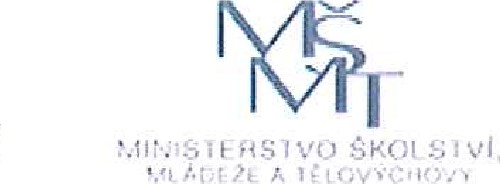 MŠ
MT
MINISTERSTVO ŠKOLSTVÍ,
MLÁDEŽE A TĚLOVÝCHOVY